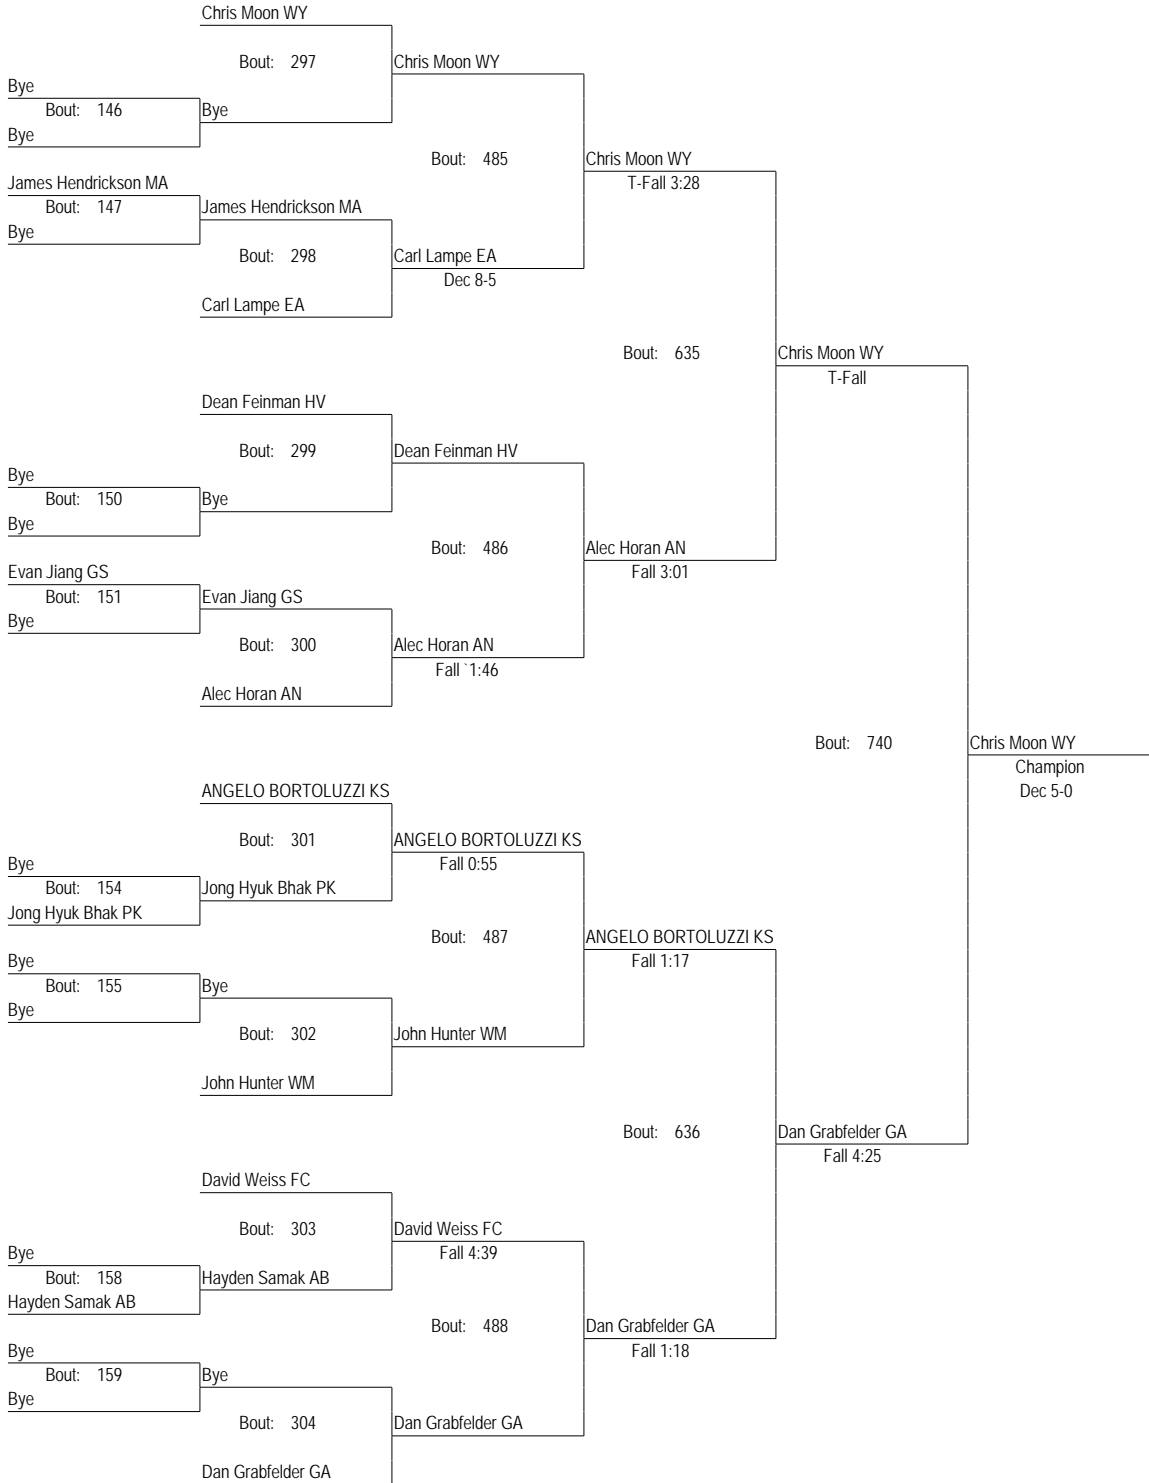 Chris Moon WY
Bout: 297
Chris Moon WY
Bye
Bout: 146
Bye
Bye
Bout: 485
Chris Moon WY
T-Fall 3:28
James Hendrickson MA
Bout: 147
James Hendrickson MA
Bye
Bout: 298
Carl Lampe EA
Dec 8-5
Carl Lampe EA
Bout: 635
Chris Moon WY
T-Fall
Dean Feinman HV
Bout: 299
Dean Feinman HV
Bye
Bout: 150
Bye
Bye
Bout: 486
Alec Horan AN
Fall 3:01
Evan Jiang GS
Bout: 151
Evan Jiang GS
Bye
Bout: 300
Alec Horan AN
Fall `1:46
Alec Horan AN
Bout: 740
Chris Moon WY
Champion
Dec 5-0
ANGELO BORTOLUZZI KS
Bout: 301
ANGELO BORTOLUZZI KS
Fall 0:55
Bye
Bout: 154
Jong Hyuk Bhak PK
Jong Hyuk Bhak PK
Bout: 487
ANGELO BORTOLUZZI KS
Fall 1:17
Bye
Bout: 155
Bye
Bye
Bout: 302
John Hunter WM
John Hunter WM
Bout: 636
Dan Grabfelder GA
Fall 4:25
David Weiss FC
Bout: 303
David Weiss FC
Fall 4:39
Bye
Bout: 158
Hayden Samak AB
Hayden Samak AB
Bout: 488
Dan Grabfelder GA
Fall 1:18
Bye
Bout: 159
Bye
Bye
Bout: 304
Dan Grabfelder GA
Dan Grabfelder GA